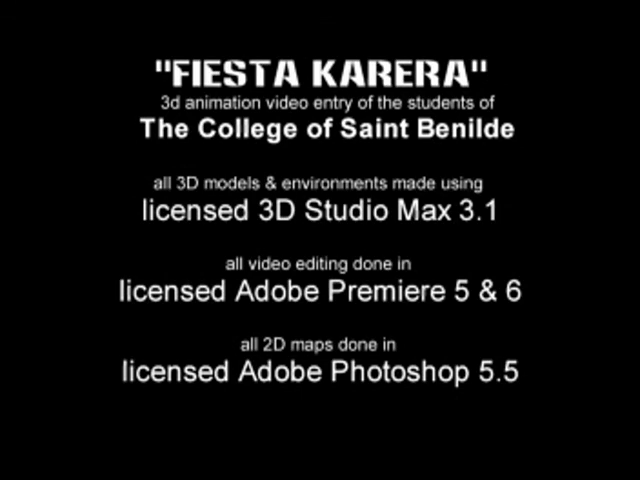 "FIESTA KARERA"
3d animation video entry of the students of
The College of Saint Benilde
all 3D models & environments made using
licensed 3D Studio Max 3.1
all video editing done in
licensed Adobe Premiere 5 & 6
all 2D maps done in
licensed Adobe Photoshop 5.5